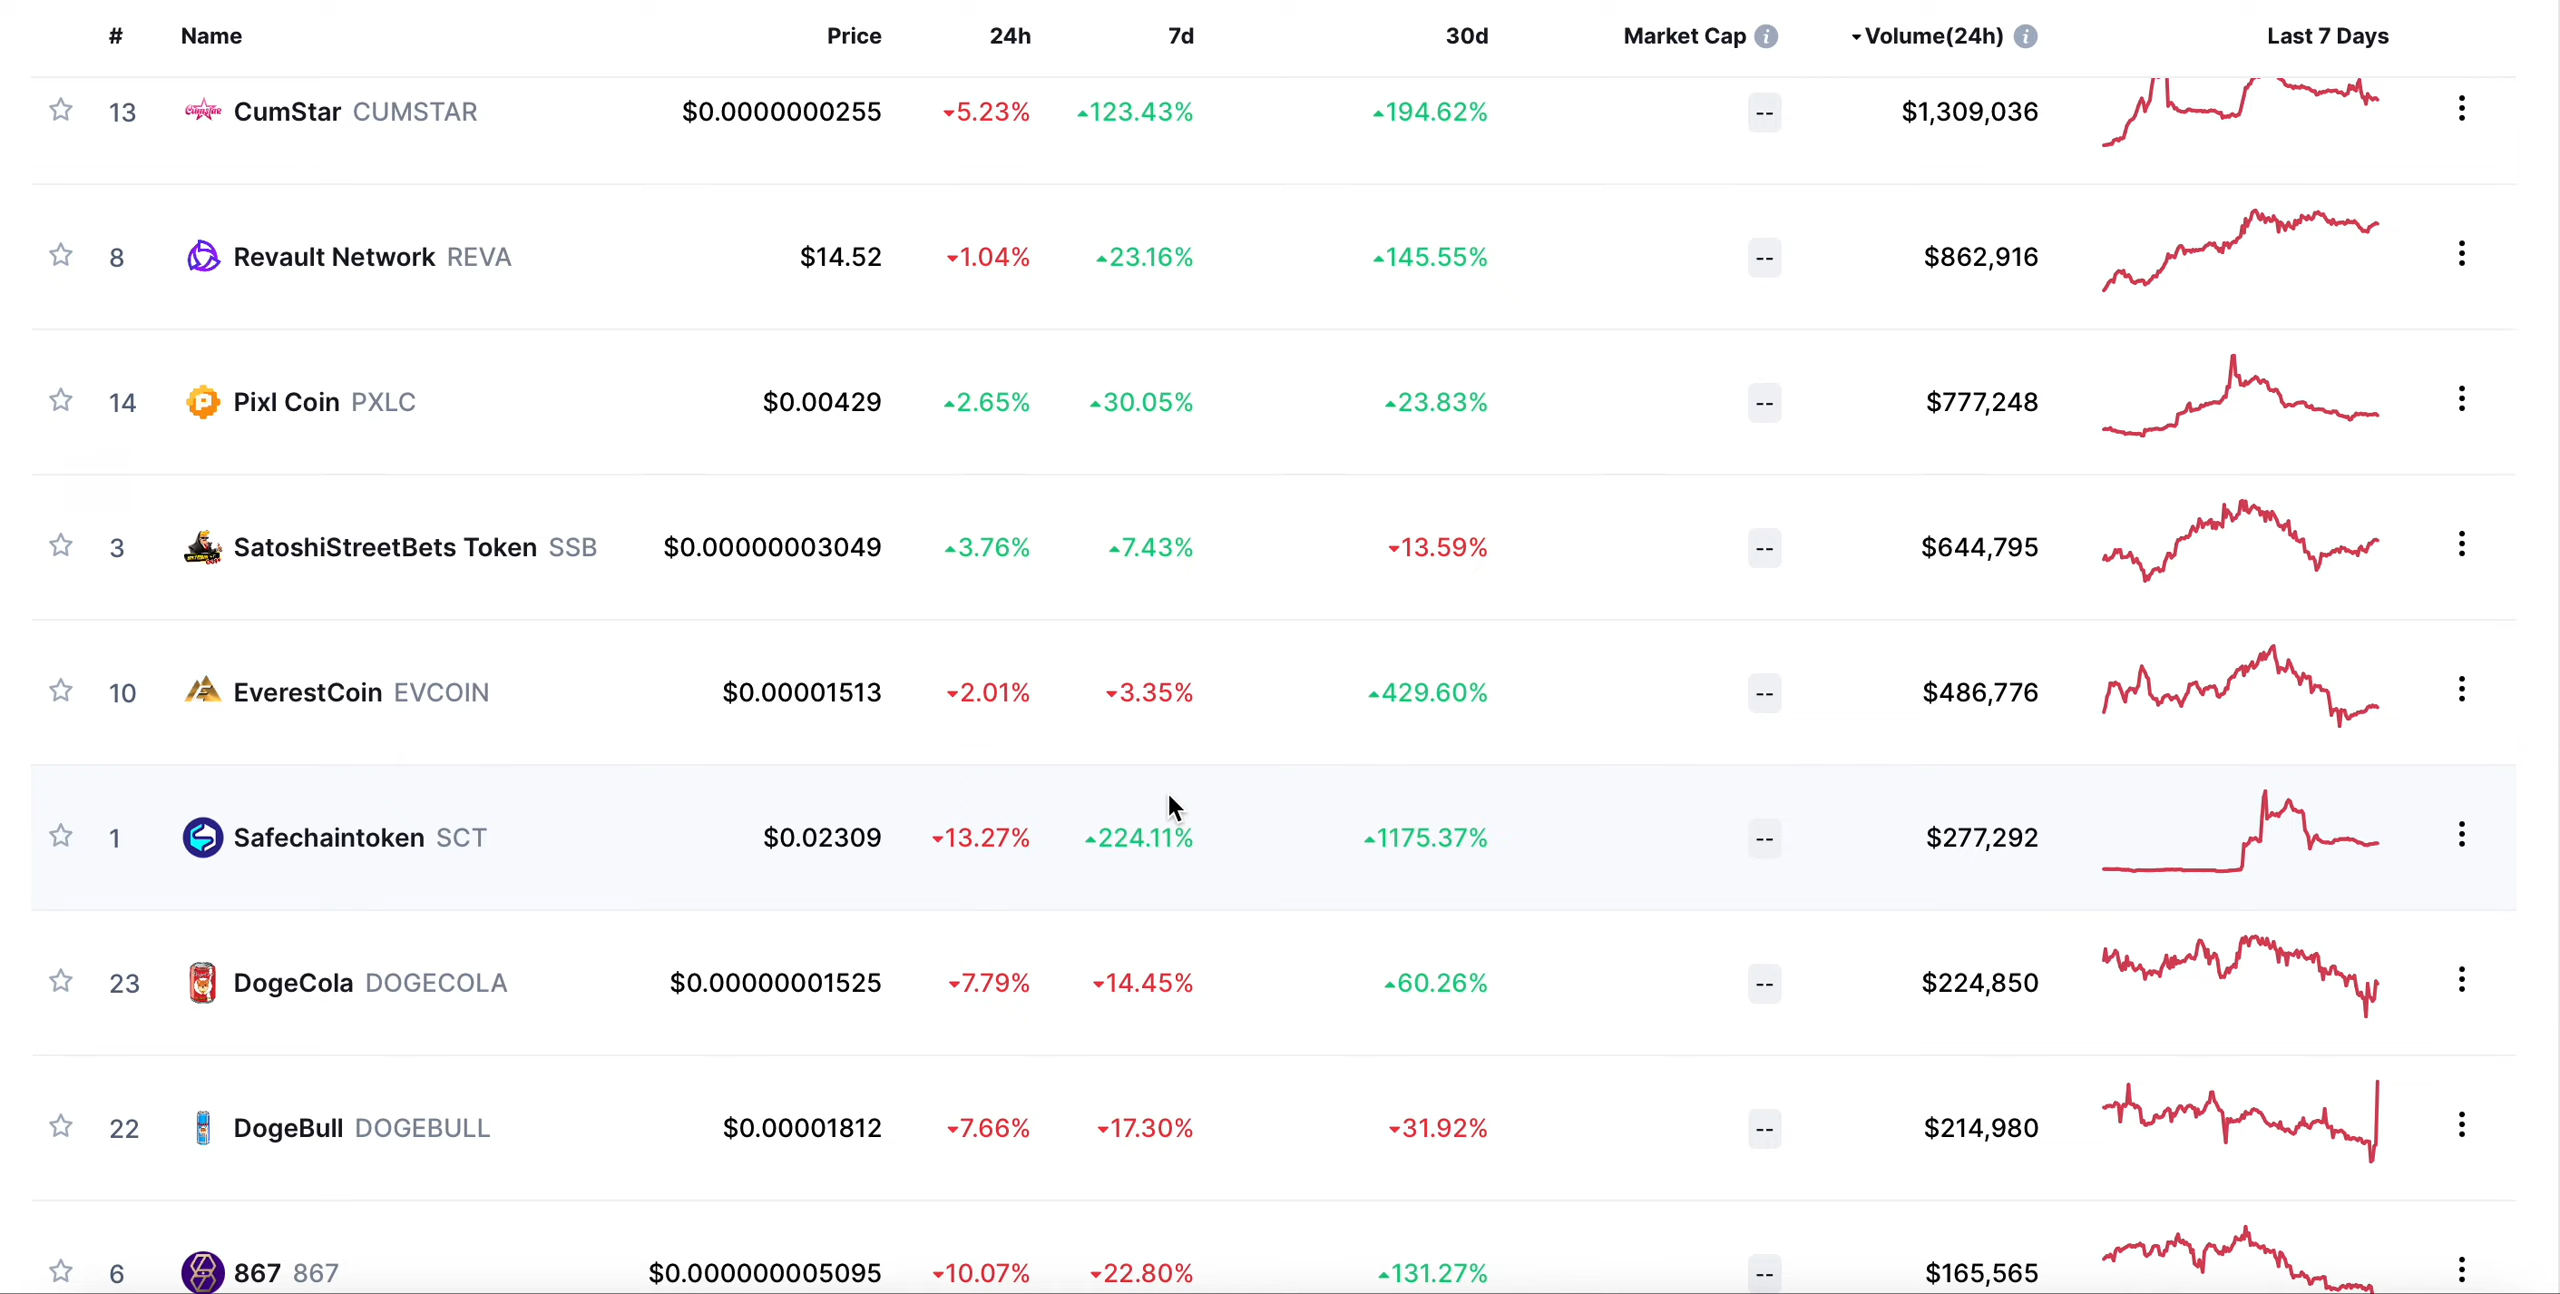 # Name Price 24h 7d 30d Market Cap Volume(24h) Last 7 Days
13 CumStar CUMSTAR $0.0000000255 5.23% 123.43% 194.62% -- $1,309,036
8 Revault Network REVA $14.52 1.04% 23.16% 145.55% -- $862,916
14 Pixl Coin PXLC $0.00429 2.65% 30.05% 23.83% -- $777,248
3 SatoshiStreetBets Token SSB $0.00000003049 3.76% 7.43% 13.59% -- $644,795
10 EverestCoin EVCOIN $0.00001513 2.01% 3.35% 429.60% -- $486,776
1 Safechaintoken SCT $0.02309 13.27% 224.11% 1175.37% -- $277,292
23 DogeCola DOGECOLA $0.00000001525 7.79% 14.45% 60.26% -- $224,850
22 DogeBull DOGEBULL $0.00001812 7.66% 17.30% 31.92% -- $214,980
6 867 867 $0.000000005095 10.07% 22.80% 131.27% -- $165,565